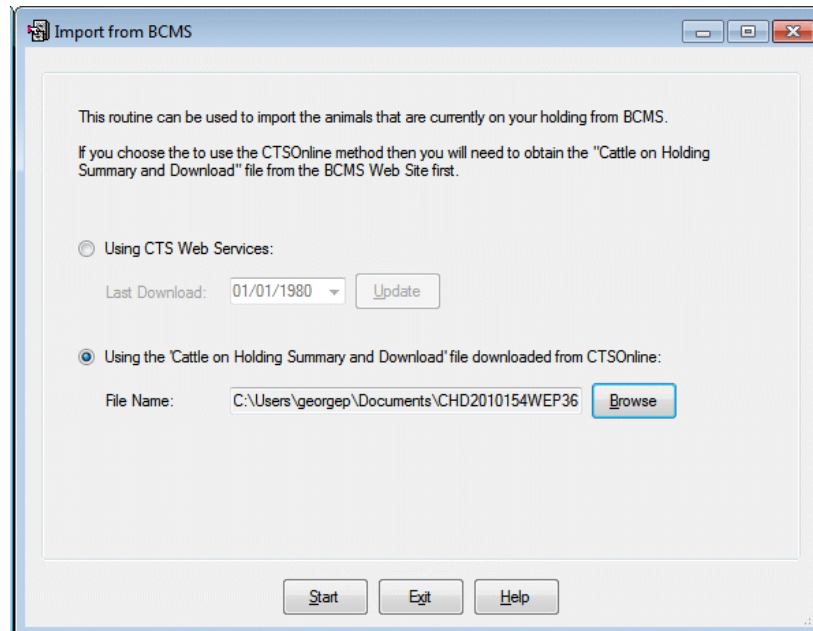 Import from BCMS
This routine can be used to import the animals that are currently on your holding from BCMS.
If you choose the to use the CTSOnline method then you will need to obtain the "Cattle on Holding
Summary and Download" file from the BCMS Web Site first.
Using CTS Web Services:
Last Download: 01/01/1980 Update
Using the 'Cattle on Holding Summary and Download' file downloaded from CTSOnline:
File Name: C:\Users\georgep\Documents\CHD2010154WEP36 Browse
Start Exit Help